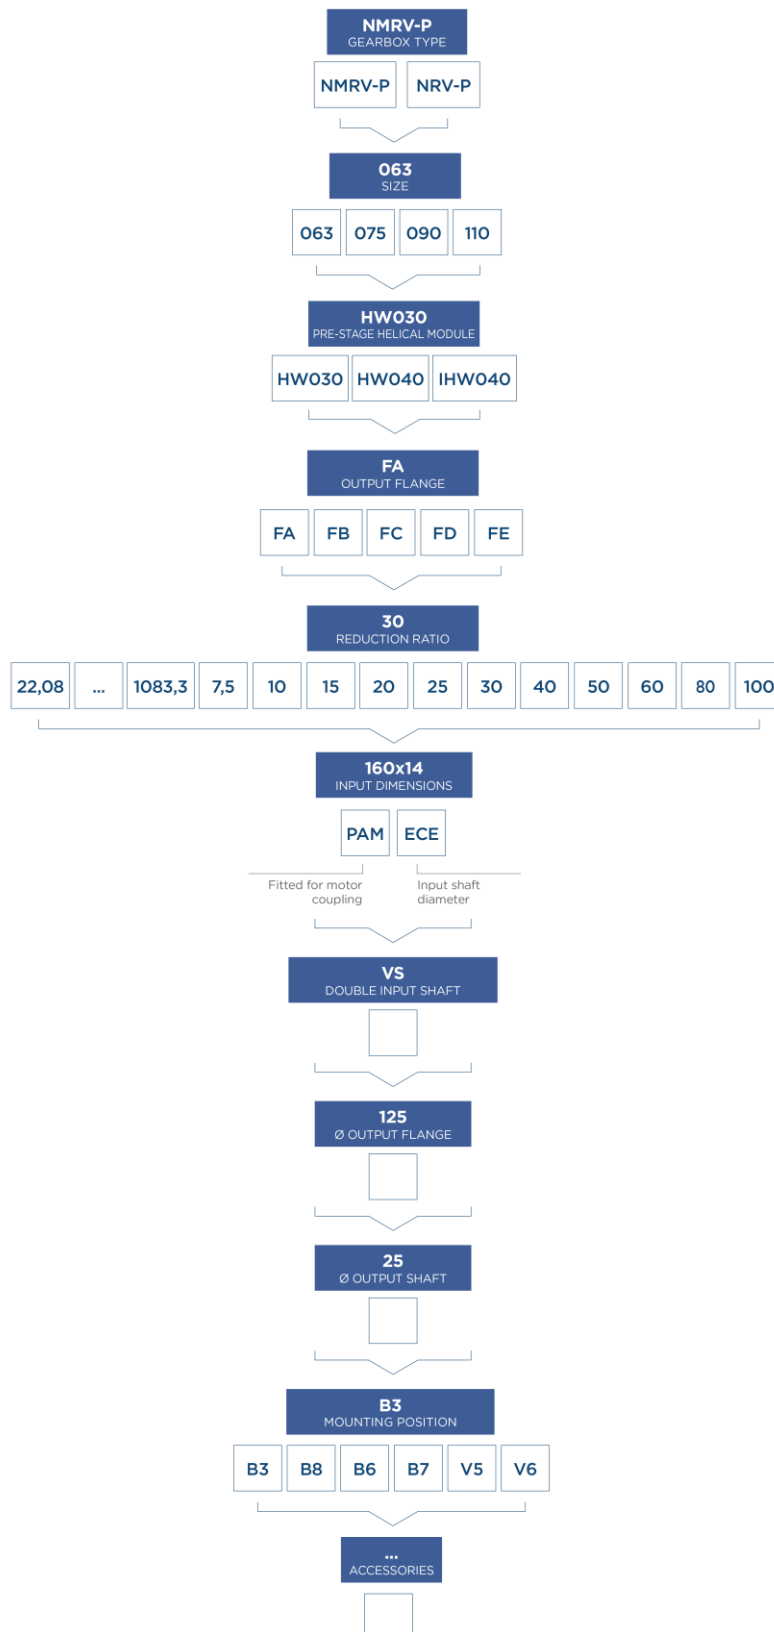 NMRV-P
GEARBOX TYPE
NMRV-P NRV-P
063
SIZE
063 075 090 110
HW030
PRE-STAGE HELICAL MODULE
HW030 HW040 IHW040
FA
OUTPUT FLANGE
FA FB FC FD FE
30
REDUCTION RATIO
22,08 ... 1083,3 7,5 10 15 20 25 30 40 50 60 80 100
160x14
INPUT DIMENSIONS
PAM ECE
Fitted for motor coupling
Input shaft diameter
VS
DOUBLE INPUT SHAFT
125
Ø OUTPUT FLANGE
25
Ø OUTPUT SHAFT
B3
MOUNTING POSITION
B3 B8 B6 B7 V5 V6
...
ACCESSORIES